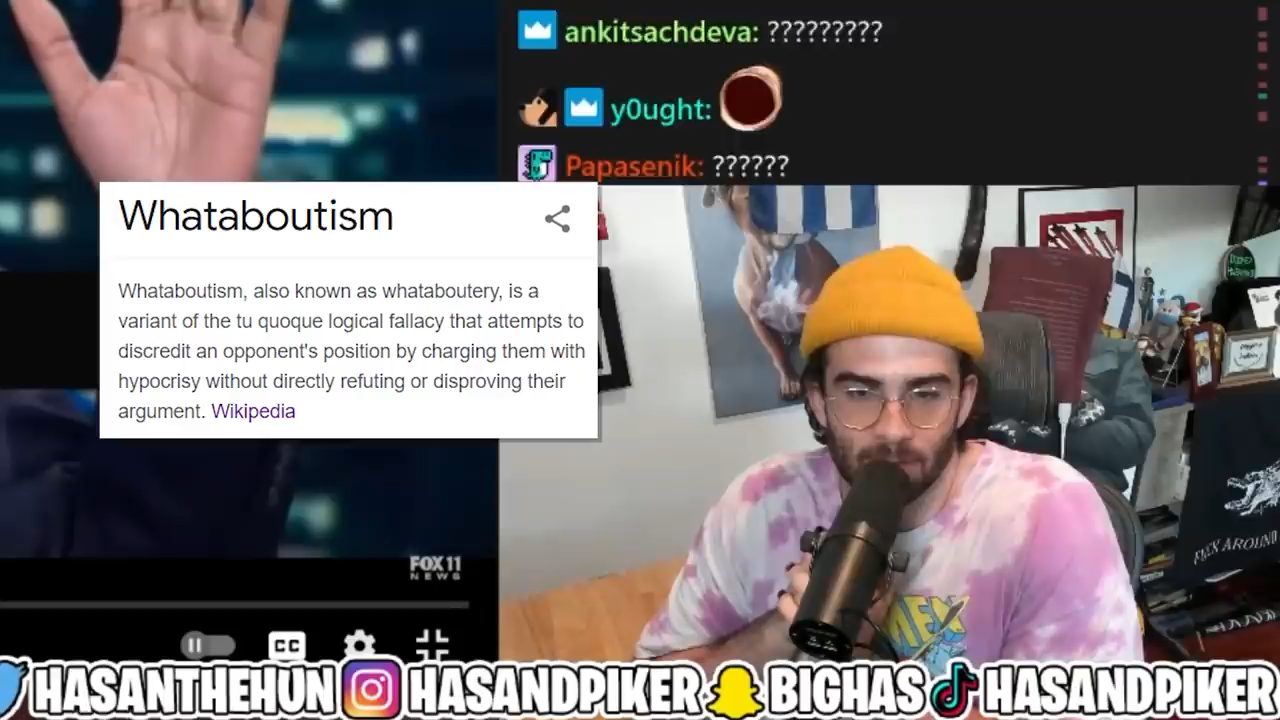 ankitsachdeva: ?????????
y0ught:
Papasenik: ??????
Whataboutism
Whataboutism, also known as whataboutery, is a
variant of the tu quoque logical fallacy that attempts to
discredit an opponent's position by charging them with
hypocrisy without directly refuting or disproving their
argument. Wikipedia
FUCK AROUND
FOX 11
NEWS
CC
HASANTHEHUN HASANDPIKER BIGHAS HASANDPIKER